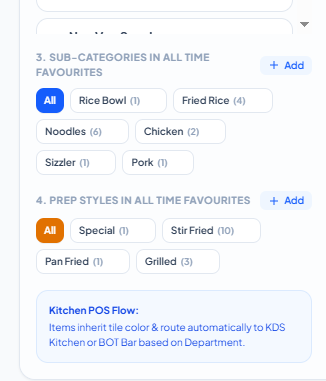 3. SUB-CATEGORIES IN ALL TIME
FAVOURITES
+ Add
All Rice Bowl (1) Fried Rice (4)
Noodles (6) Chicken (2)
Sizzler (1) Pork (1)
4. PREP STYLES IN ALL TIME FAVOURITES + Add
All Special (1) Stir Fried (10)
Pan Fried (1) Grilled (3)
Kitchen POS Flow:
Items inherit tile color & route automatically to KDS
Kitchen or BOT Bar based on Department.